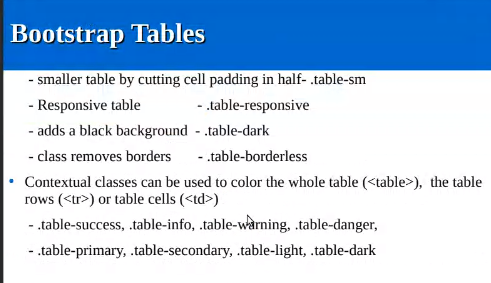 Bootstrap Tables
- smaller table by cutting cell padding in half- .table-sm
- Responsive table - .table-responsive
- adds a black background - .table-dark
- class removes borders - .table-borderless
• Contextual classes can be used to color the whole table (<table>), the table
rows (<tr>) or table cells (<td>)
- .table-success, .table-info, .table-warning, .table-danger,
- .table-primary, .table-secondary, .table-light, .table-dark